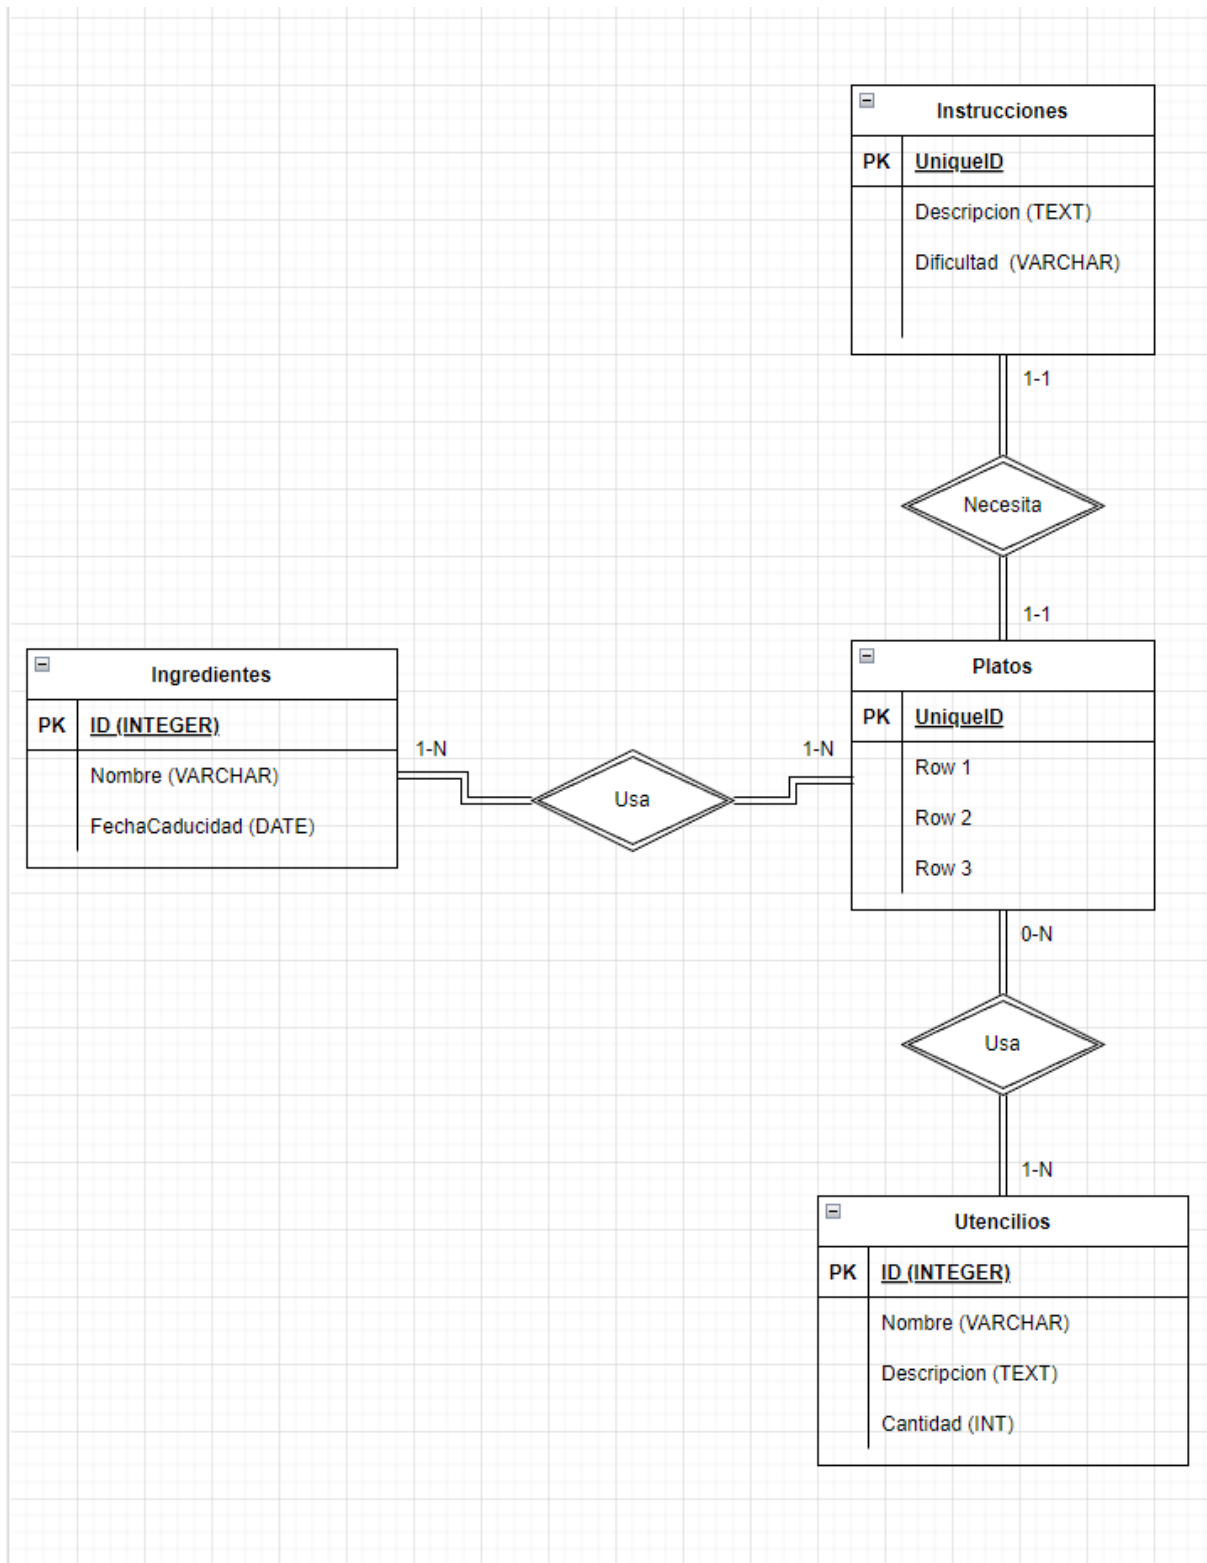 Instrucciones
PK UniqueID
Descripcion (TEXT)
Dificultad (VARCHAR)
1-1
Necesita
1-1
Ingredientes
PK ID (INTEGER)
Nombre (VARCHAR)
FechaCaducidad (DATE)
1-N
Usa
1-N
Platos
PK UniqueID
Row 1
Row 2
Row 3
0-N
Usa
1-N
Utencilios
PK ID (INTEGER)
Nombre (VARCHAR)
Descripcion (TEXT)
Cantidad (INT)